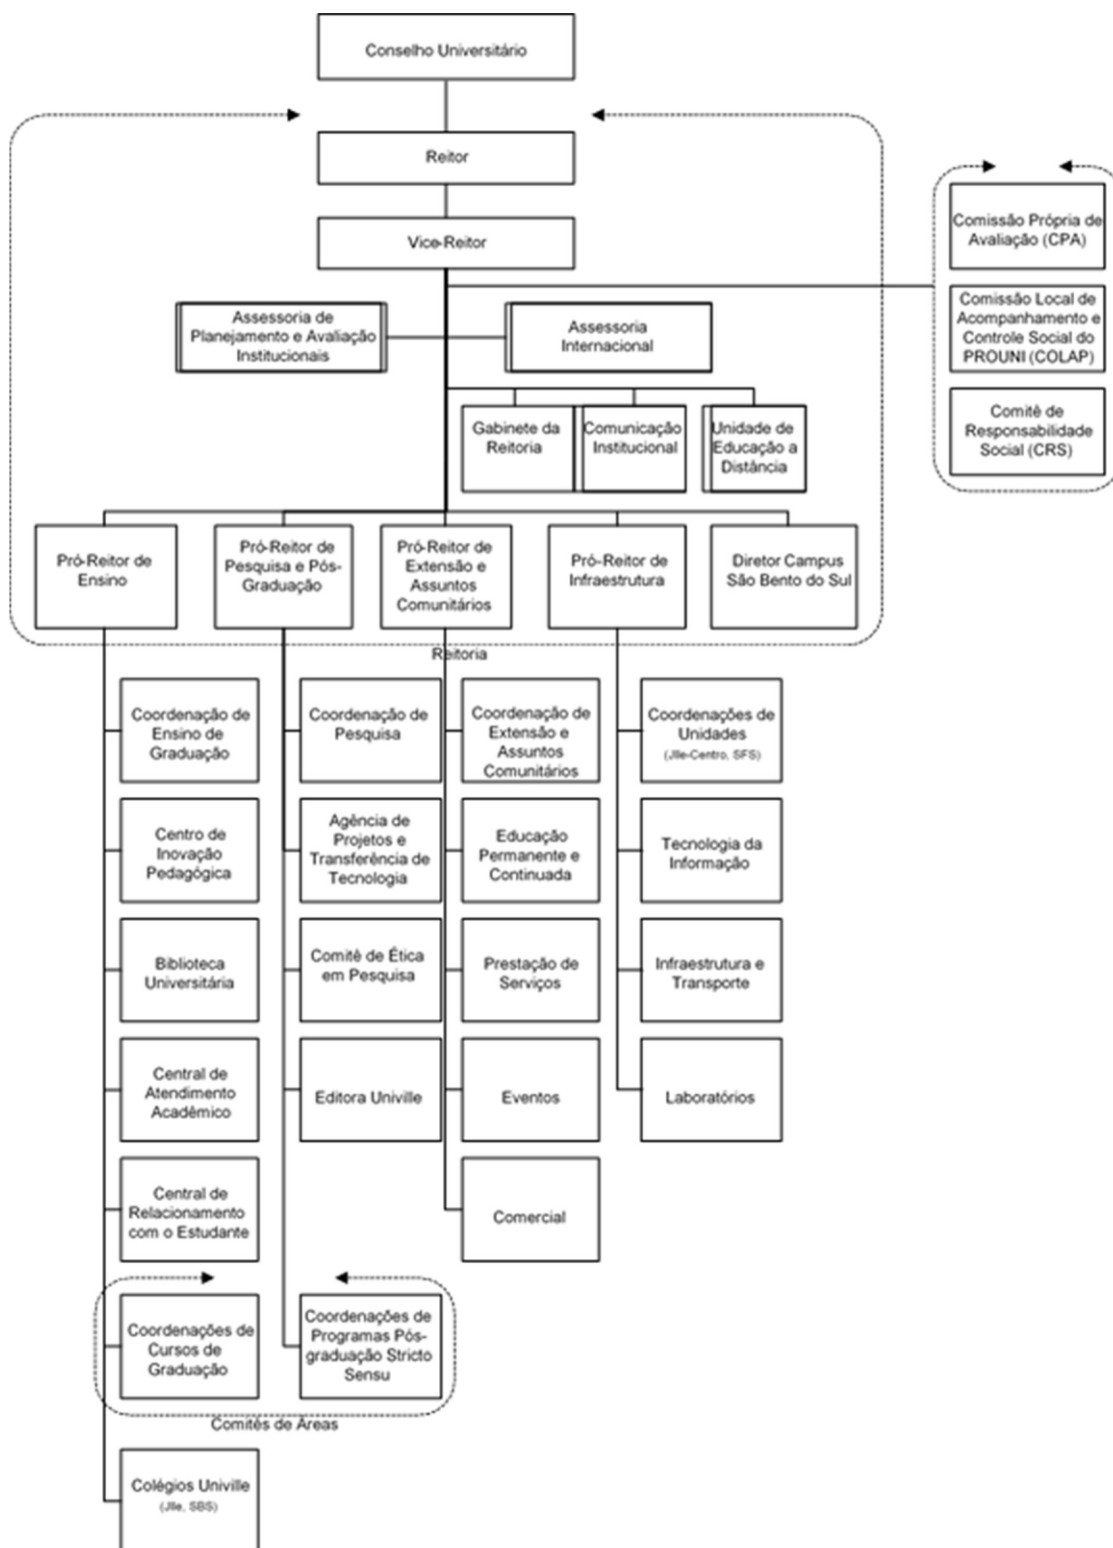 Conselho Universitário
Reitor
Vice-Reitor
Comissão Própria de
Avaliação (CPA)
Comissão Local de
Acompanhamento e
Controle Social do
PROUNI (COLAP)
Comitê de
Responsabilidade
Social (CRS)
Assessoria de
Planejamento e Avaliação
Institucionais
Assessoria
Internacional
Gabinete da
Reitoria
Comunicação
Institucional
Unidade de
Educação a
Distância
Pró-Reitor de
Ensino
Pró-Reitor de
Pesquisa e Pós-
Graduação
Pró-Reitor de
Extensão e
Assuntos
Comunitários
Pró-Reitor de
Infraestrutura
Diretor Campus
São Bento do Sul
Reitoria
Coordenação de
Ensino de
Graduação
Coordenação de
Pesquisa
Coordenação de
Extensão e
Assuntos
Comunitários
Coordenações de
Unidades
(Jlle-Centro, SFS)
Centro de
Inovação
Pedagógica
Agência de
Projetos e
Transferência de
Tecnologia
Educação
Permanente e
Continuada
Tecnologia da
Informação
Biblioteca
Universitária
Comitê de Ética
em Pesquisa
Prestação de
Serviços
Infraestrutura e
Transporte
Central de
Atendimento
Acadêmico
Editora Univille
Eventos
Laboratórios
Central de
Relacionamento
com o Estudante
Comercial
Coordenações de
Cursos de
Graduação
Coordenações de
Programas Pós-
graduação Stricto
Sensu
Comitês de Áreas
Colégios Univille
(Jlle, SBS)